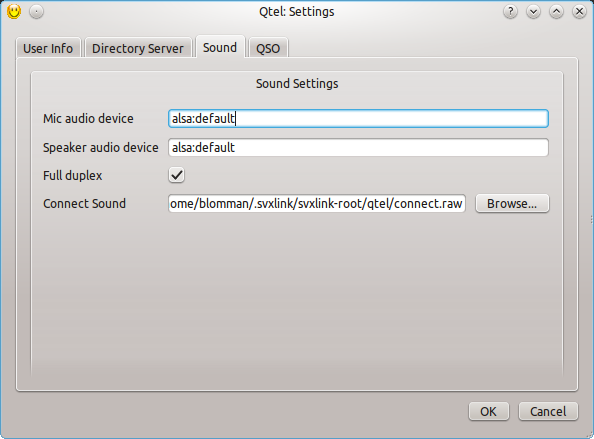 Qtel: Settings
User Info Directory Server Sound QSO
Sound Settings
Mic audio device alsa:default
Speaker audio device alsa:default
Full duplex
Connect Sound ome/blomman/.svxlink/svxlink-root/qtel/connect.raw Browse...
OK Cancel